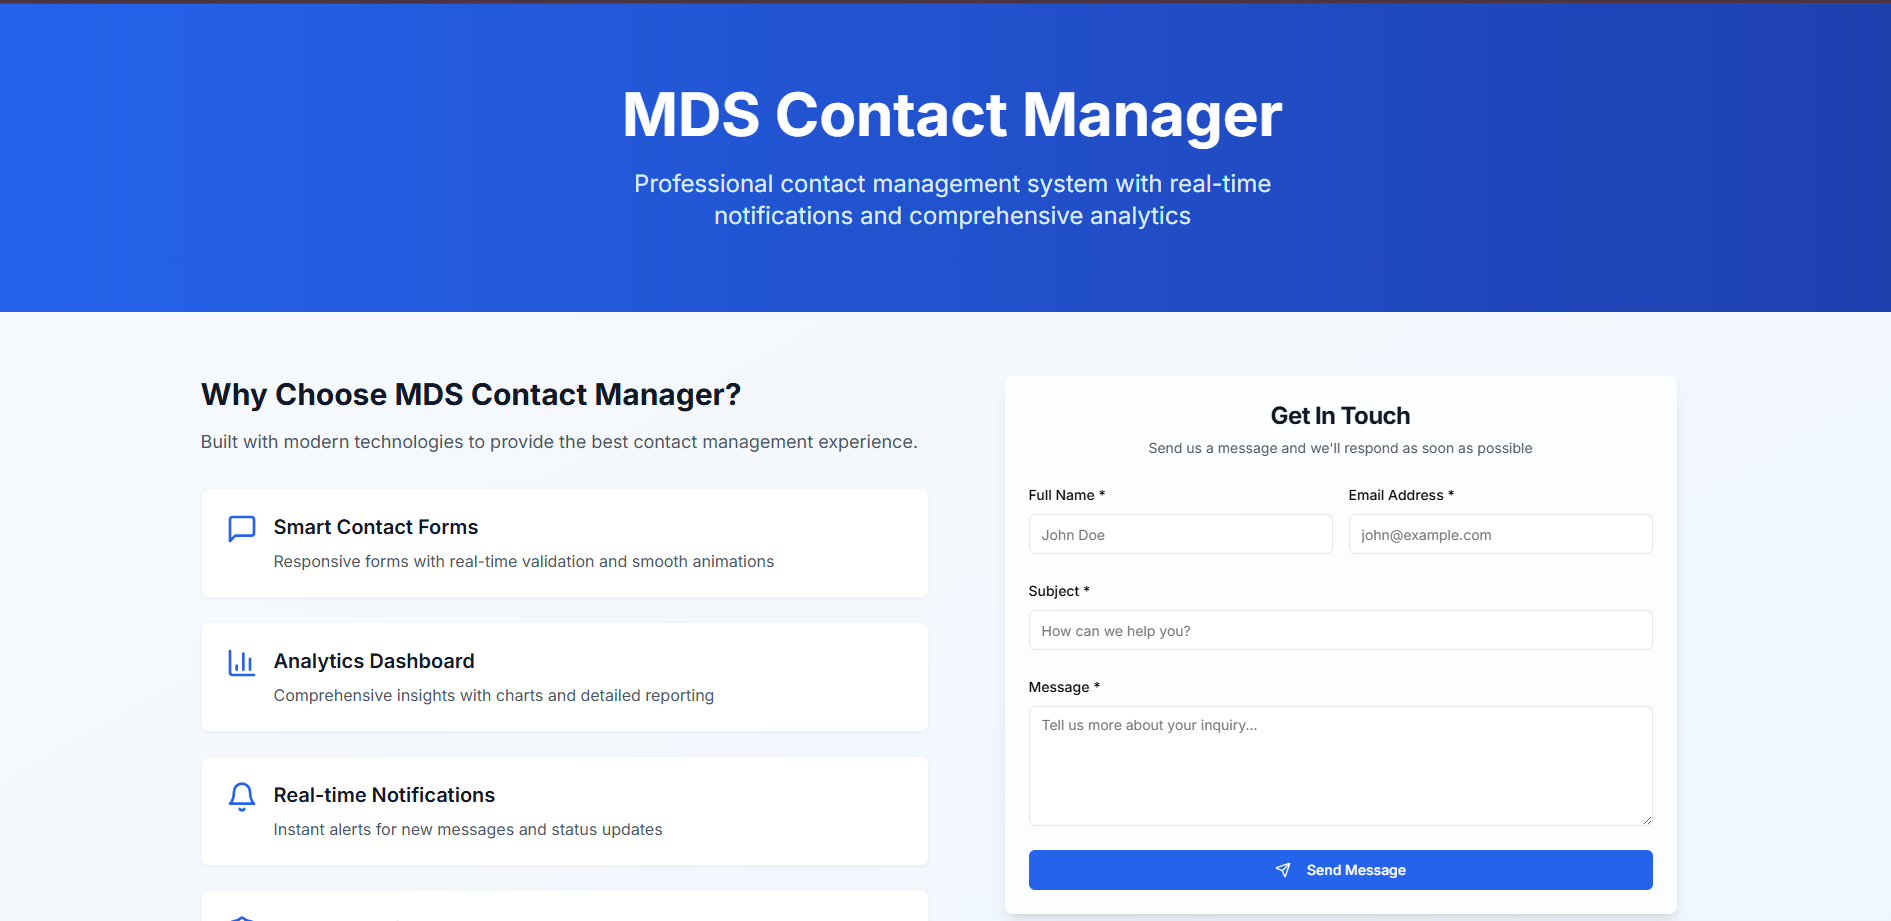 MDS Contact Manager
Professional contact management system with real-time
notifications and comprehensive analytics
Why Choose MDS Contact Manager?
Built with modern technologies to provide the best contact management experience.
Smart Contact Forms
Responsive forms with real-time validation and smooth animations
Analytics Dashboard
Comprehensive insights with charts and detailed reporting
Real-time Notifications
Instant alerts for new messages and status updates
Get In Touch
Send us a message and we'll respond as soon as possible
Full Name *
Email Address *
John Doe
john@example.com
Subject *
How can we help you?
Message *
Tell us more about your inquiry...
Send Message